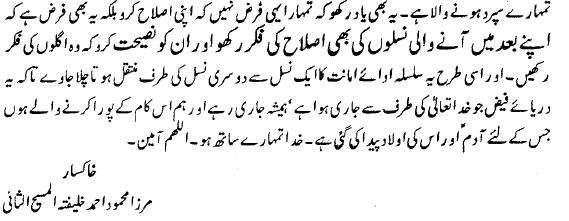 تمہارے سپرد ہونے والا ہے۔ یہ بھی یاد رکھو کہ تمہارا یہی فرض نہیں کہ اپنی اصلاح کرو بلکہ یہ بھی فرض ہے کہ
اپنے بعد میں آنے والی نسلوں کی بھی اصلاح کی فکر رکھو اور ان کو نصیحت کرو کہ وہ اگلوں کی فکر
رکھیں۔ اور اسی طرح یہ سلسلہ ادائے امانت کا ایک نسل سے دوسری نسل کی طرف منتقل ہوتا چلا جاوے تاکہ یہ
دریائے فیض جو خدا تعالیٰ کی طرف سے جاری ہوا ہے‘ ہمیشہ جاری رہے اور ہم اس کام کے پورا کرنے والے ہوں
جس کے لئے آدمؑ اور اس کی اولاد پیدا کی گئی ہے۔ خدا تمہارے ساتھ ہو۔ اللھم آمین۔
خاکسار
مرزا محمود احمد خلیفتہ المسیح الثانی